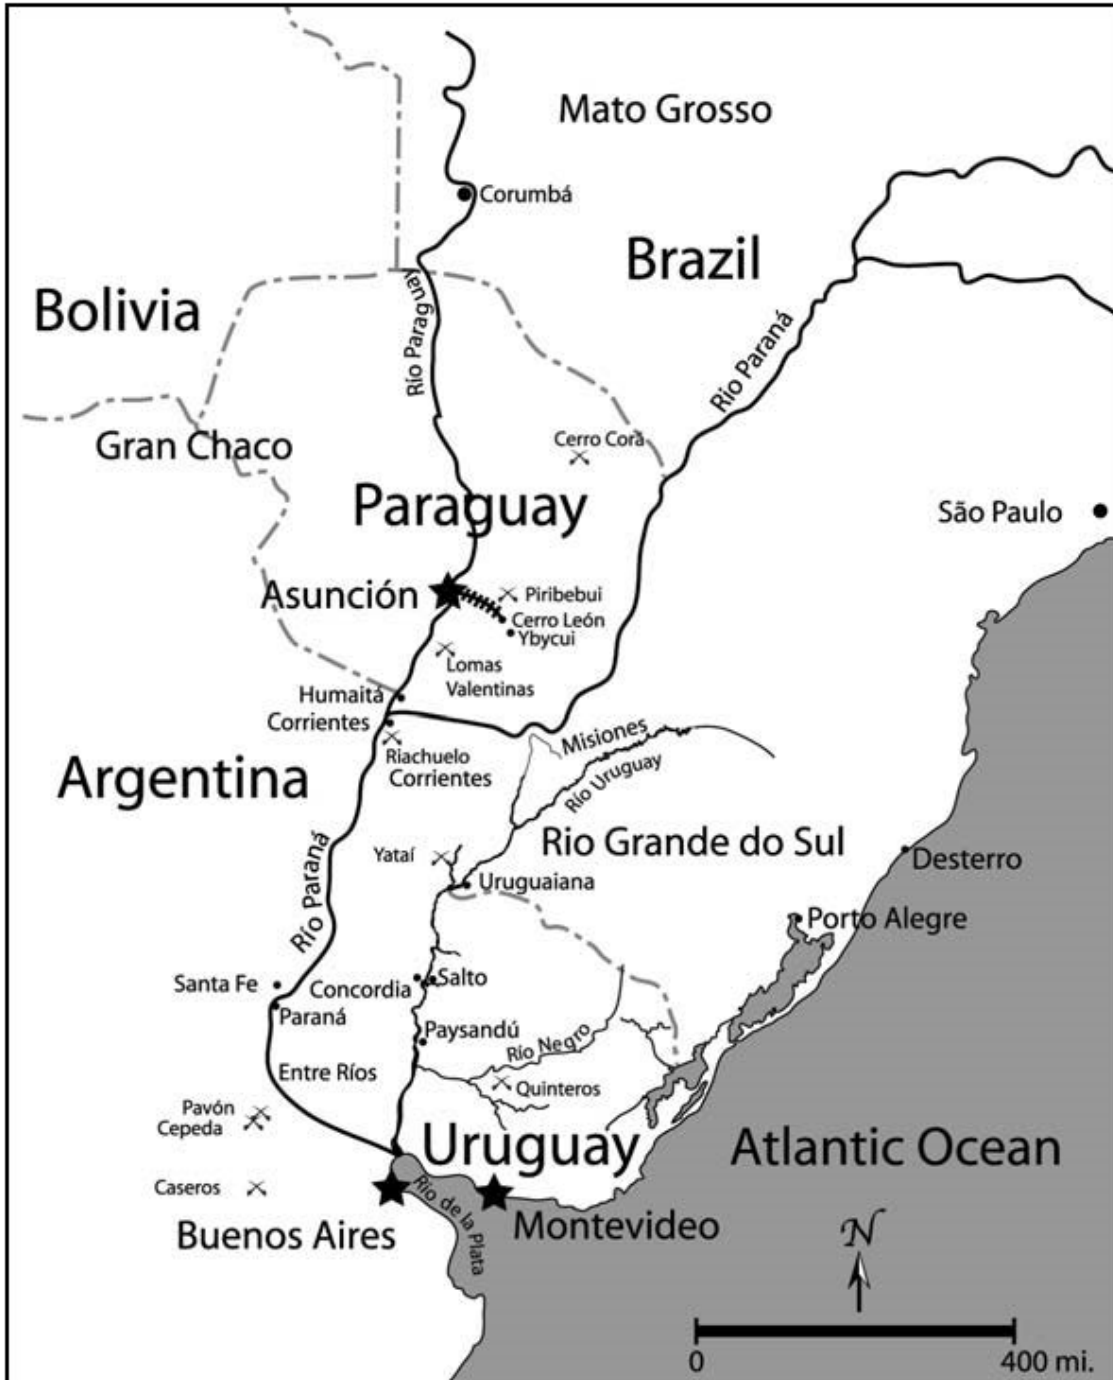 Mato Grosso
Corumbá
Brazil
Bolivia
Río Paraguay
Rio Paraná
Gran Chaco
Cerro Corã
Paraguay
São Paulo
Asunción
Piribebui
Cerro León
Ybycui
Lomas
Valentinas
Humaitá
Corrientes
Misiones
Riachuelo
Corrientes
Río Uruguay
Argentina
Rio Grande do Sul
Yataí
Desterro
Uruguaiana
Río Paraná
Porto Alegre
Santa Fe
Concordia
Salto
Paraná
Paysandú
Río Negro
Entre Ríos
Quinteros
Pavón
Cepeda
Uruguay
Atlantic Ocean
Caseros
Río de la Plata
Buenos Aires
Montevideo
N
0
400 mi.